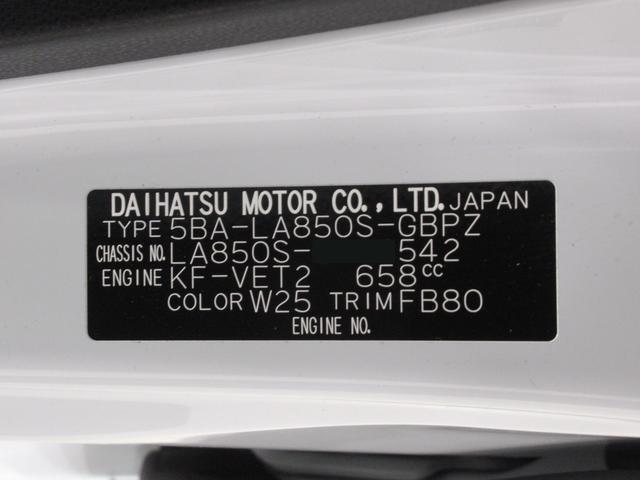 DAIHATSU MOTOR CO., LTD. JAPAN
TYPE 5BA-LA850S-GBPZ
CHASSIS NO. LA850S- 542
ENGINE KF-VET2 658cc
COLOR W25 TRIM FB80
ENGINE NO.